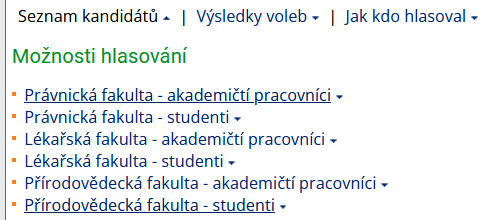 Seznam kandidátů | Výsledky voleb | Jak kdo hlasoval
Možnosti hlasování
Právnická fakulta - akademičtí pracovníci
Právnická fakulta - studenti
Lékařská fakulta - akademičtí pracovníci
Lékařská fakulta - studenti
Přírodovědecká fakulta - akademičtí pracovníci
Přírodovědecká fakulta - studenti